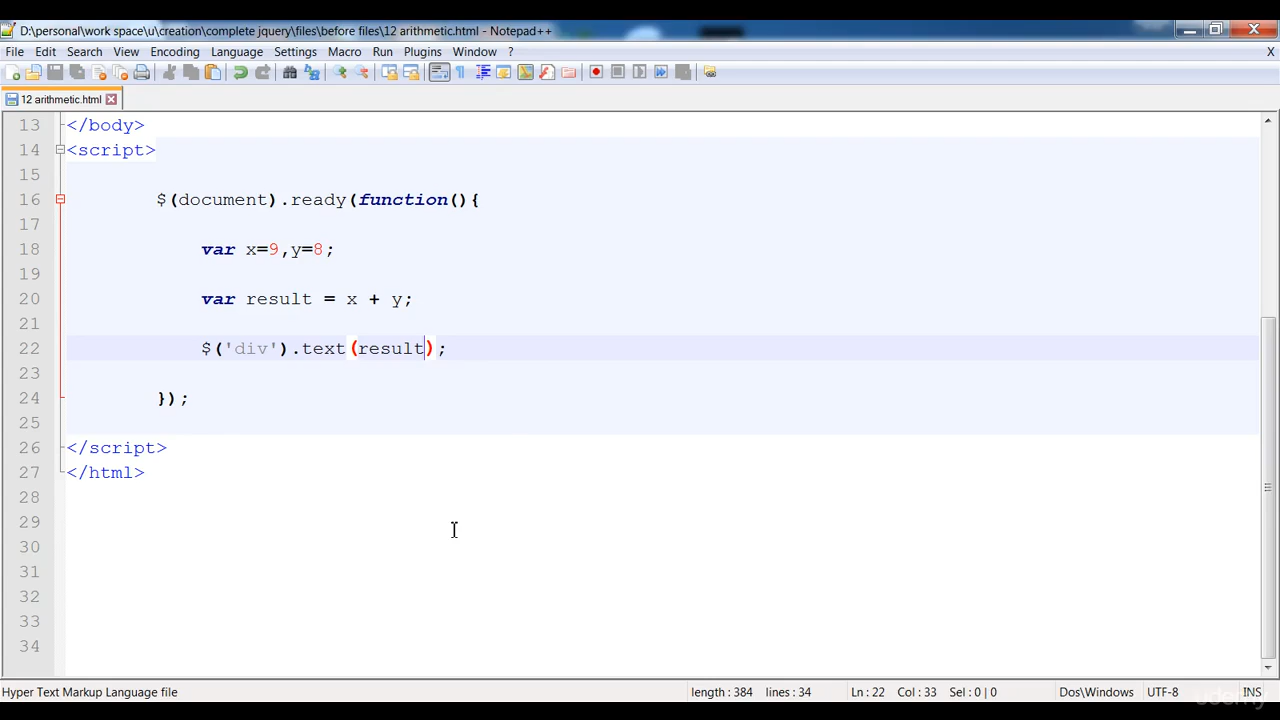 D:\personal\work space\u\creation\complete jquery\files\before files\12 arithmetic.html - Notepad++
File Edit Search View Encoding Language Settings Macro Run Plugins Window ? X
12 arithmetic.html
13 </body>
14 <script>
15
16 $(document).ready(function(){
17
18 var x=9,y=8;
19
20 var result = x + y;
21
22 $('div').text(result);
23
24 });
25
26 </script>
27 </html>
28
29
30
31
32
33
34
Hyper Text Markup Language file length : 384 lines : 34 Ln : 22 Col : 33 Sel : 0 | 0 Dos\Windows UTF-8 INS
udemy